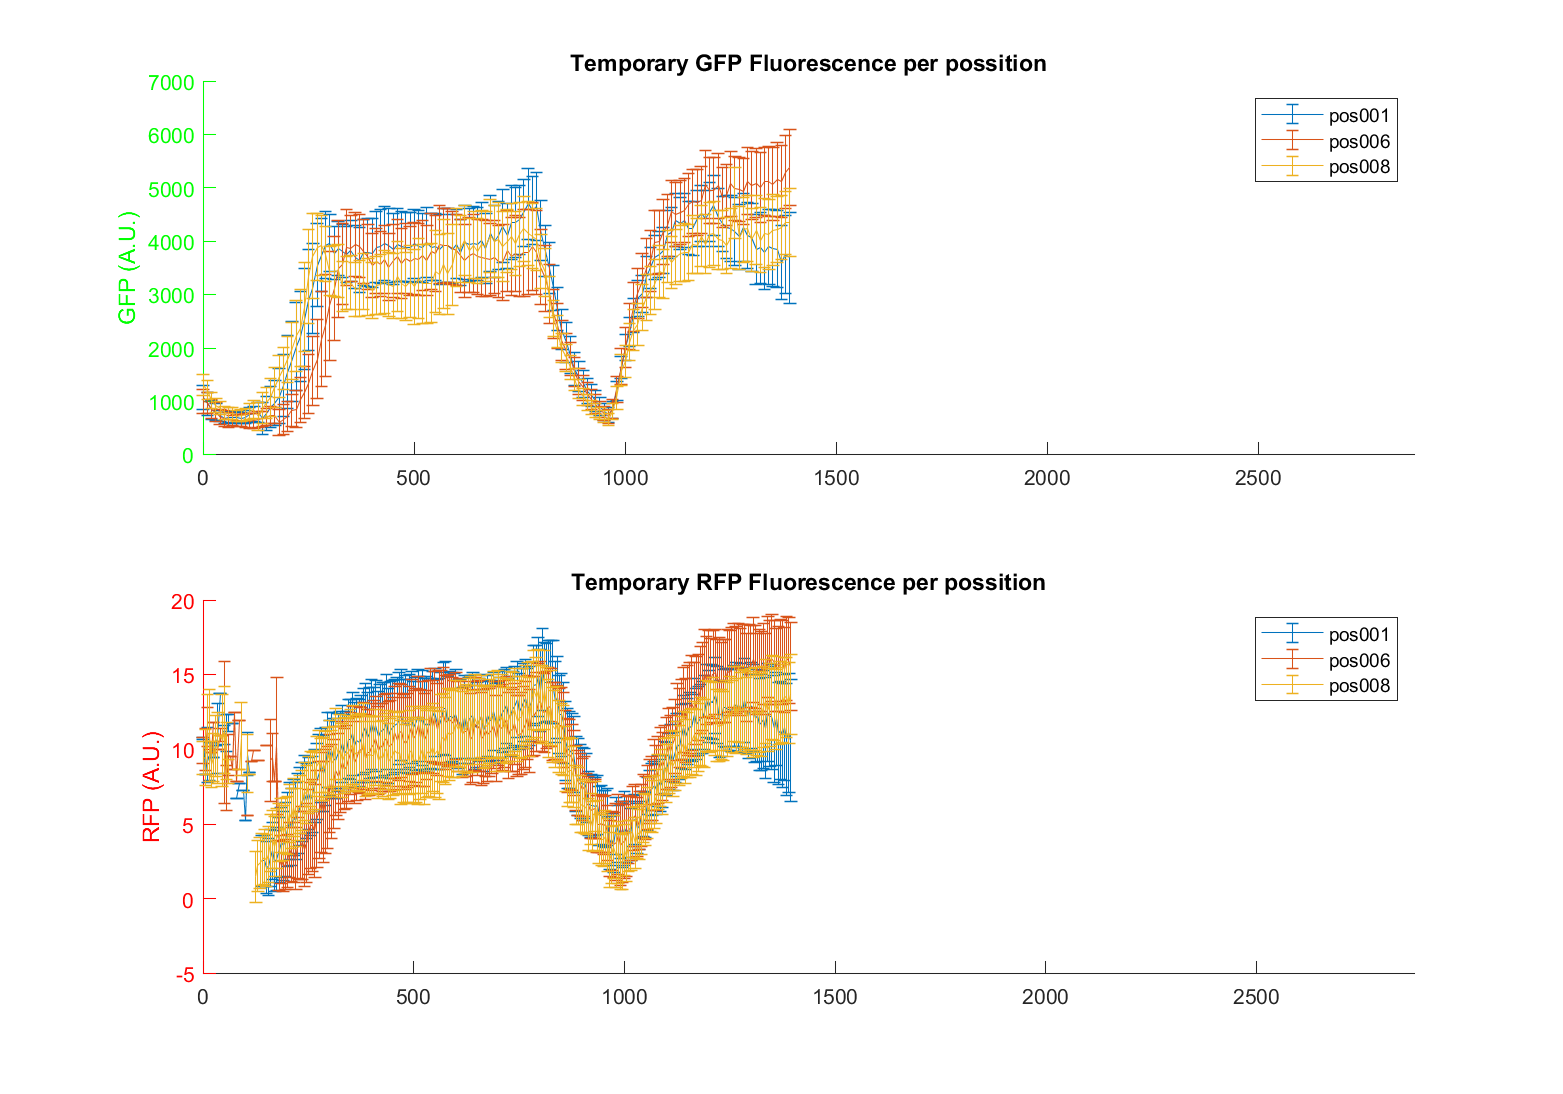 Temporary GFP Fluorescence per possition
7000
6000
5000
4000
3000
2000
1000
0
GFP (A.U.)
pos001
pos006
pos008
0 500 1000 1500 2000 2500
Temporary RFP Fluorescence per possition
20
15
10
5
0
-5
RFP (A.U.)
pos001
pos006
pos008
0 500 1000 1500 2000 2500